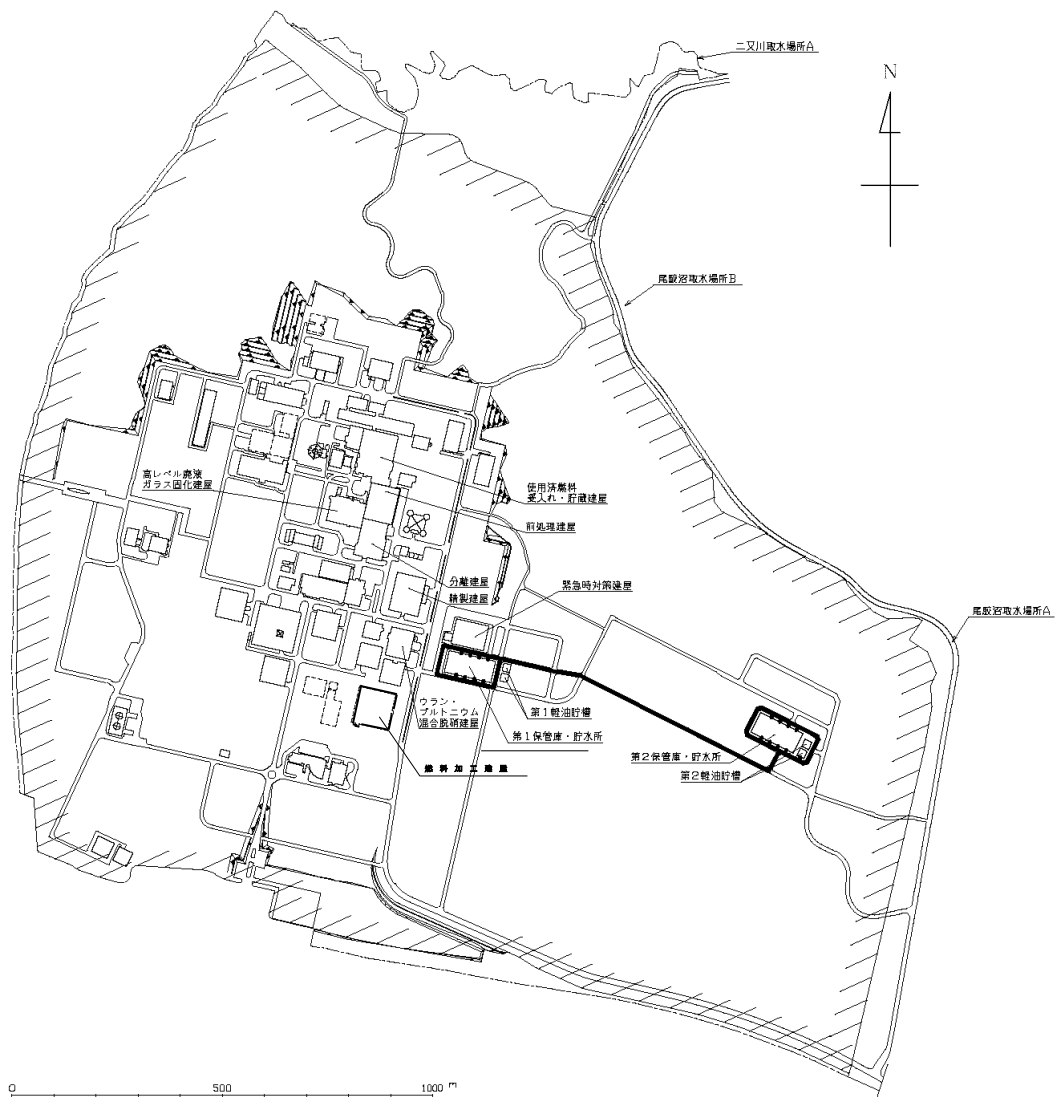 二又川取水場所A
N
尾駮沼取水場所B
高レベル廃液
ガラス固化建屋
使用済燃料
受入れ・貯蔵建屋
前処理建屋
分離建屋
精製建屋
緊急時対策建屋
尾駮沼取水場所A
ウラン・
プルトニウム
混合脱硝建屋
第1軽油貯槽
第1保管庫・貯水所
燃料加工建屋
第2保管庫・貯水所
第2軽油貯槽
0 500 1000 m